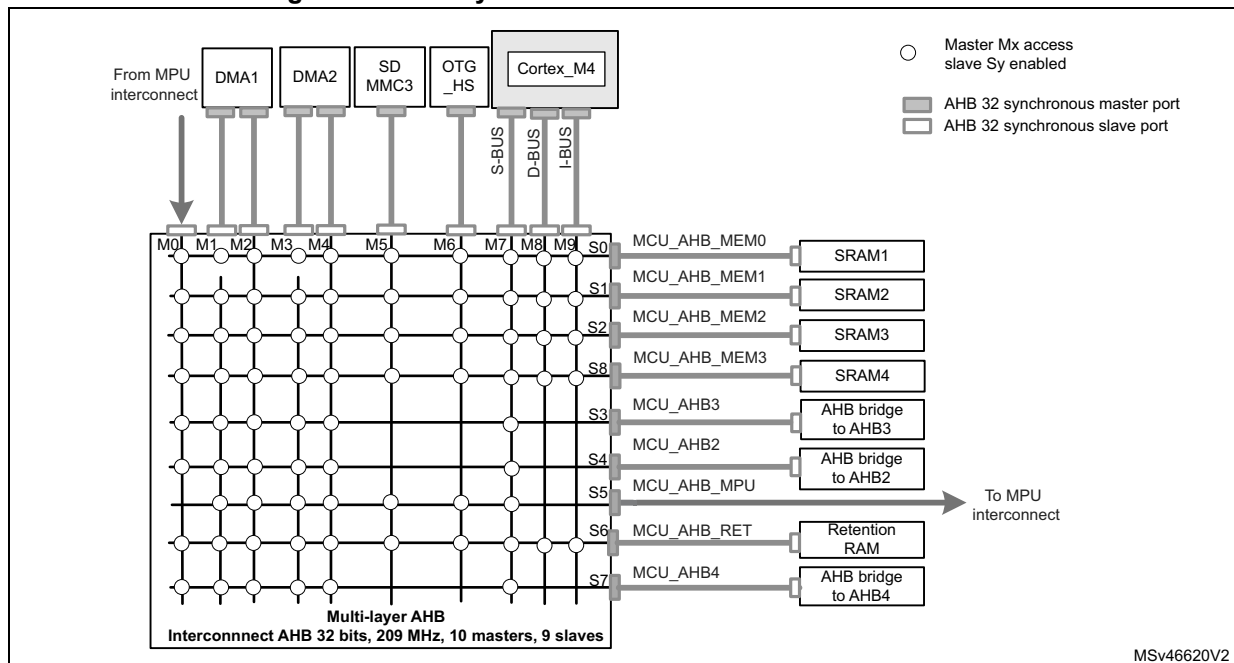 From MPU
interconnect
DMA1
DMA2
SD
MMC3
OTG
_HS
Cortex_M4
Master Mx access
slave Sy enabled
AHB 32 synchronous master port
AHB 32 synchronous slave port
S-BUS
D-BUS
I-BUS
M0
M1
M2
M3
M4
M5
M6
M7
M8
M9
S0
MCU_AHB_MEM0
SRAM1
S1
MCU_AHB_MEM1
SRAM2
S2
MCU_AHB_MEM2
SRAM3
S8
MCU_AHB_MEM3
SRAM4
S3
MCU_AHB3
AHB bridge
to AHB3
S4
MCU_AHB2
AHB bridge
to AHB2
S5
MCU_AHB_MPU
To MPU
interconnect
S6
MCU_AHB_RET
Retention
RAM
S7
MCU_AHB4
AHB bridge
to AHB4
Multi-layer AHB
Interconnnect AHB 32 bits, 209 MHz, 10 masters, 9 slaves
MSv46620V2